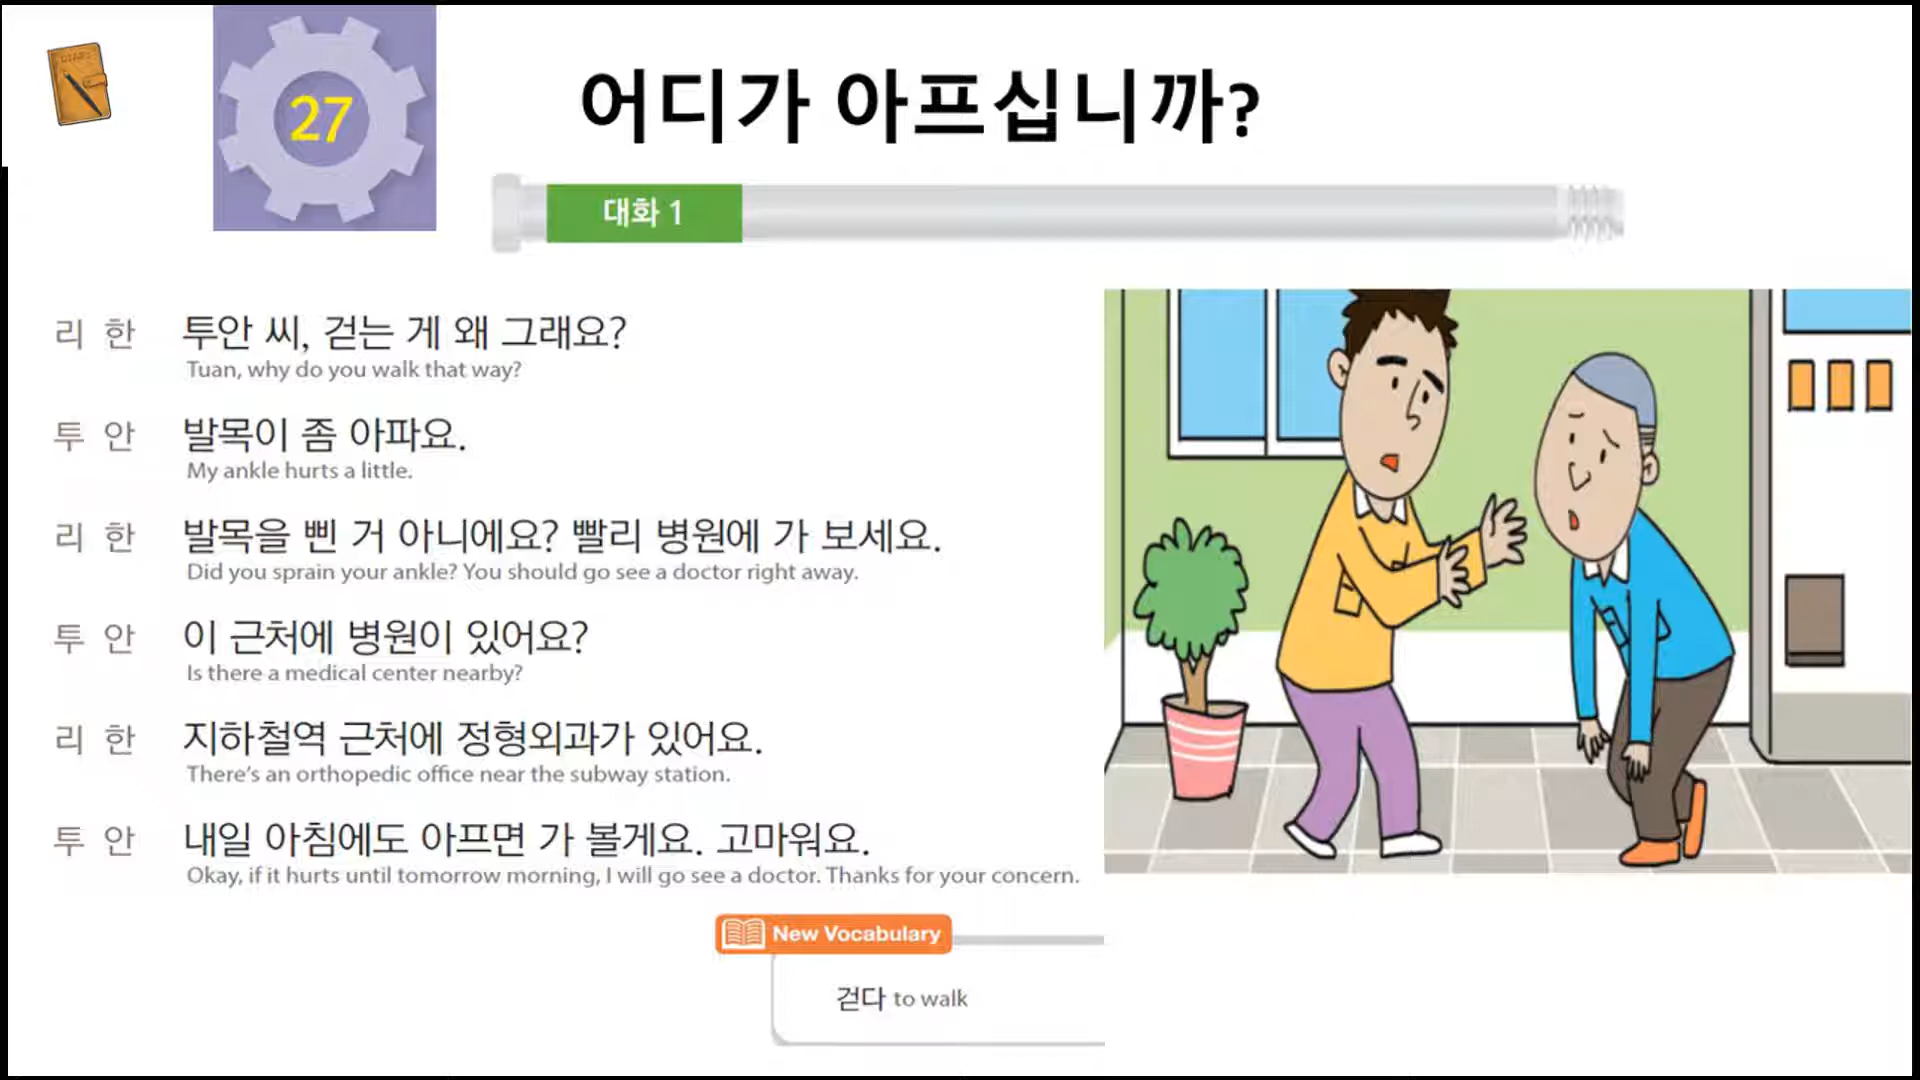 27
어디가 아프십니까?
대화 1
리 한 투안 씨, 걷는 게 왜 그래요?
Tuan, why do you walk that way?
투 안 발목이 좀 아파요.
My ankle hurts a little.
리 한 발목을 삔 거 아니에요? 빨리 병원에 가 보세요.
Did you sprain your ankle? You should go see a doctor right away.
투 안 이 근처에 병원이 있어요?
Is there a medical center nearby?
리 한 지하철역 근처에 정형외과가 있어요.
There's an orthopedic office near the subway station.
투 안 내일 아침에도 아프면 가 볼게요. 고마워요.
Okay, if it hurts until tomorrow morning, I will go see a doctor. Thanks for your concern.
New Vocabulary
걷다 to walk